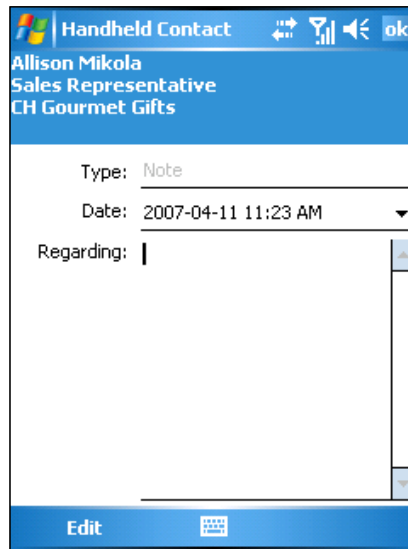 Handheld Contact ok
Allison Mikola
Sales Representative
CH Gourmet Gifts
Type: Note
Date: 2007-04-11 11:23 AM
Regarding:
Edit